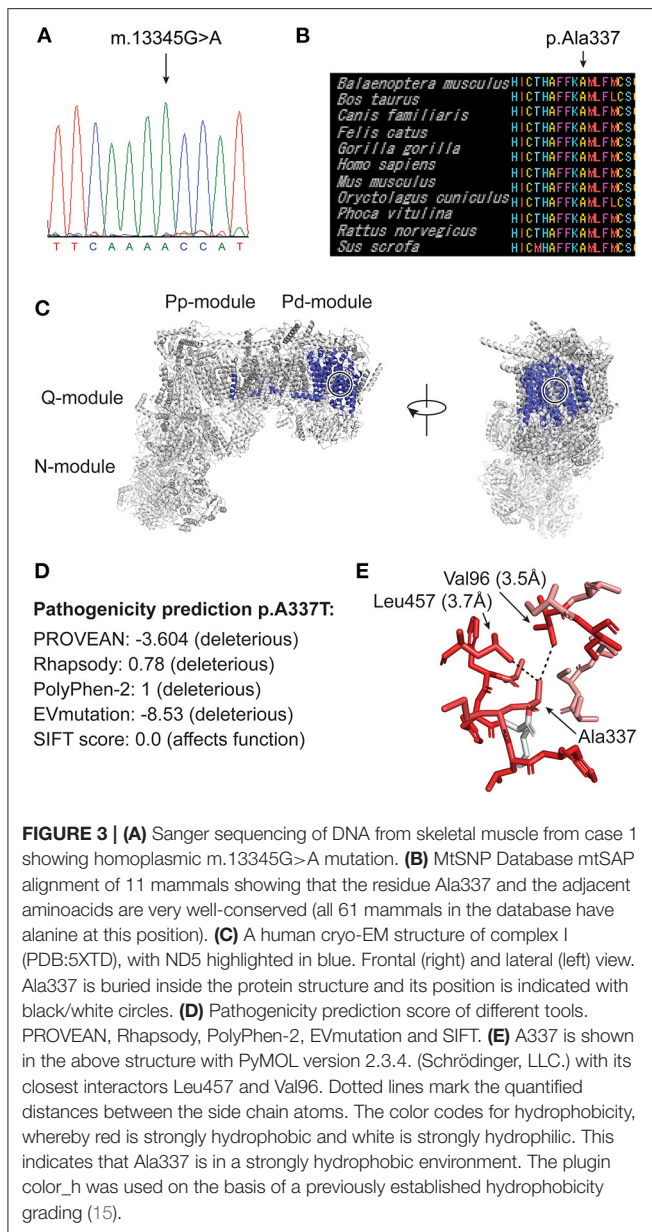 A
m.13345G>A
T T C A A A A C C A T
B
p.Ala337
Balaenoptera musculus HICTHAFFKAMLFMCS
Bos taurus HICTHAFFKAMLFLCS
Canis familiaris HICTHAFFKAMLFMCS
Felis catus HICTHAFFKAMLFMCS
Gorilla gorilla HICTHAFFKAMLFMCS
Homo sapiens HICTHAFFKAMLFMCS
Mus musculus HICTHAFFKAMLFMCS
Oryctolagus cuniculus HICTHAFFKAMLFLCS
Phoca vitulina HICTHAFFKAMLFMCS
Rattus norvegicus HICTHAFFKAMLFMCS
Sus scrofa HICMHAFFKAMLFMCS
C
Pp-module Pd-module
Q-module
N-module
D
Pathogenicity prediction p.A337T:
PROVEAN: -3.604 (deleterious)
Rhapsody: 0.78 (deleterious)
PolyPhen-2: 1 (deleterious)
EVmutation: -8.53 (deleterious)
SIFT score: 0.0 (affects function)
E
Val96 (3.5Å)
Leu457 (3.7Å)
Ala337
FIGURE 3 | (A) Sanger sequencing of DNA from skeletal muscle from case 1
showing homoplasmic m.13345G>A mutation. (B) MtSNP Database mtSAP
alignment of 11 mammals showing that the residue Ala337 and the adjacent
aminoacids are very well-conserved (all 61 mammals in the database have
alanine at this position). (C) A human cryo-EM structure of complex I
(PDB:5XTD), with ND5 highlighted in blue. Frontal (right) and lateral (left) view.
Ala337 is buried inside the protein structure and its position is indicated with
black/white circles. (D) Pathogenicity prediction score of different tools.
PROVEAN, Rhapsody, PolyPhen-2, EVmutation and SIFT. (E) A337 is shown
in the above structure with PyMOL version 2.3.4. (Schrödinger, LLC.) with its
closest interactors Leu457 and Val96. Dotted lines mark the quantified
distances between the side chain atoms. The color codes for hydrophobicity,
whereby red is strongly hydrophobic and white is strongly hydrophilic. This
indicates that Ala337 is in a strongly hydrophobic environment. The plugin
color_h was used on the basis of a previously established hydrophobicity
grading (15).